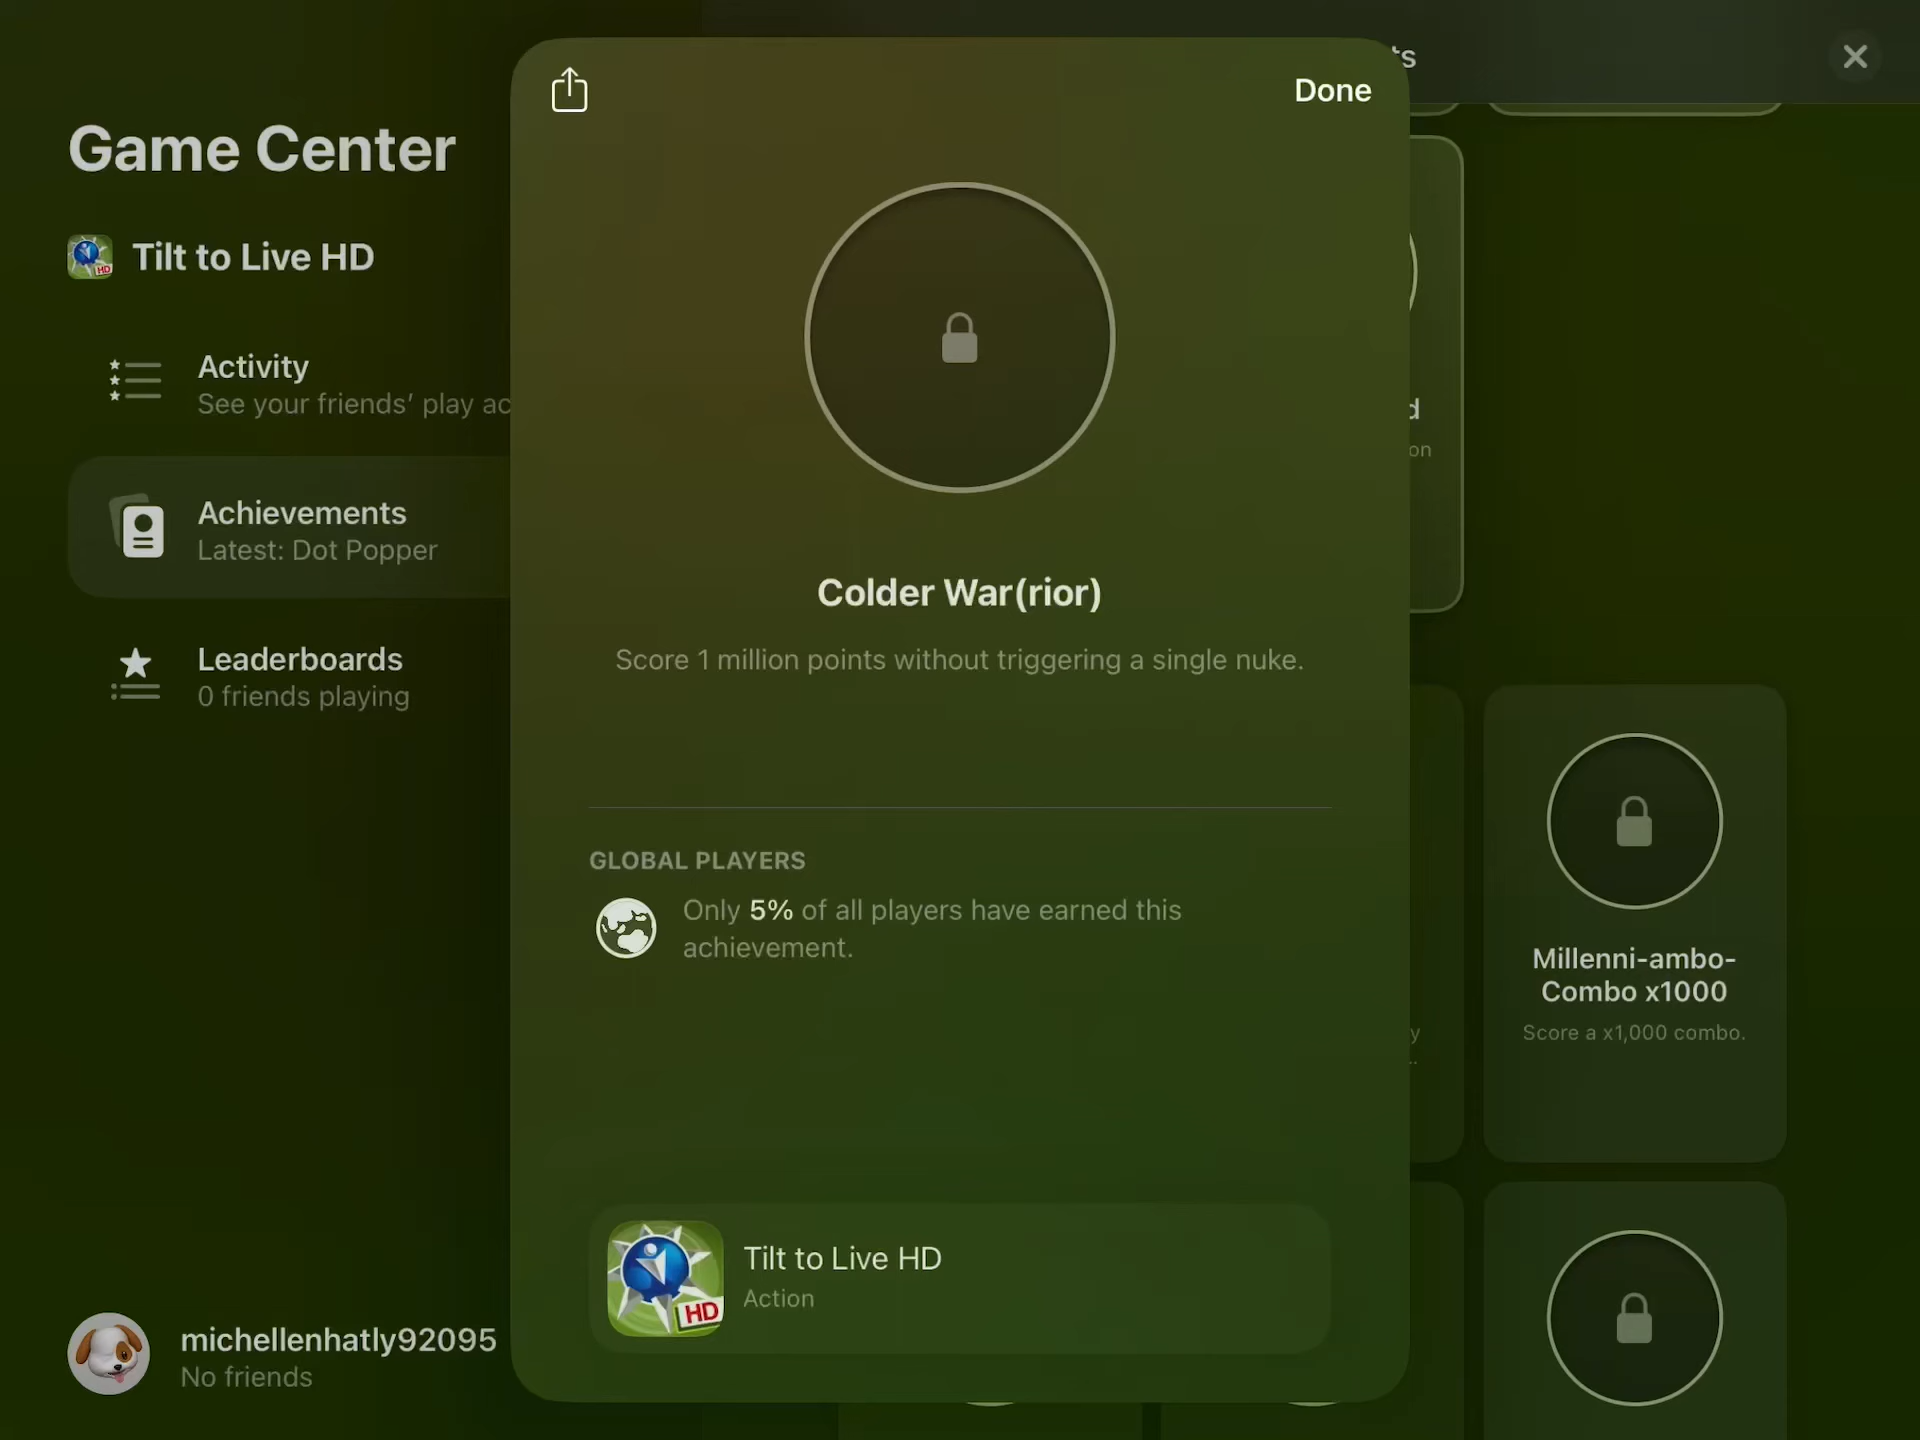 Game Center
Tilt to Live HD
Activity
See your friends’ play ac
Achievements
Latest: Dot Popper
Leaderboards
0 friends playing
michellenhatly92095
No friends
Done
Colder War(rior)
Score 1 million points without triggering a single nuke.
GLOBAL PLAYERS
Only 5% of all players have earned this
achievement.
HD
Tilt to Live HD
Action
ts
d
on
y
..
Millenni-ambo-
Combo x1000
Score a x1,000 combo.